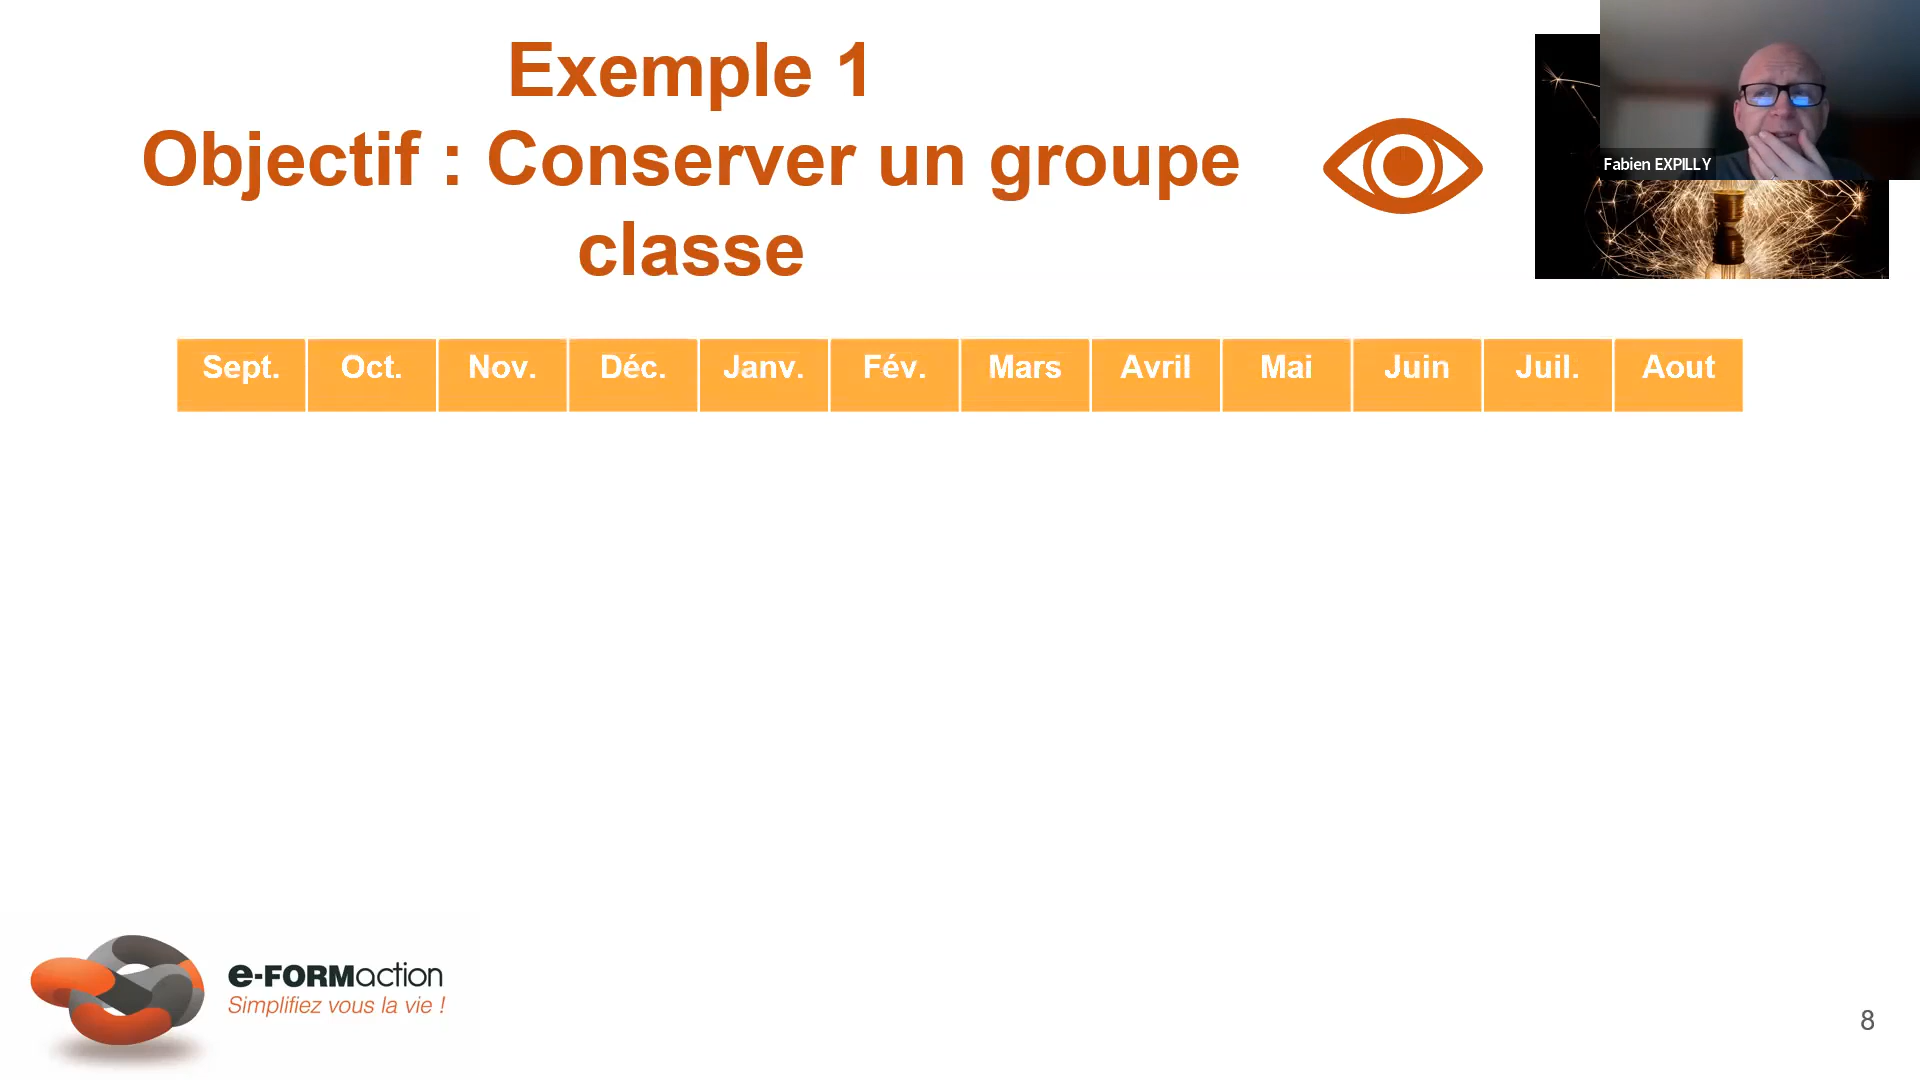 Exemple 1
Objectif : Conserver un groupe
classe
Fabien EXPILLY
Sept. Oct. Nov. Déc. Janv. Fév. Mars Avril Mai Juin Juil. Aout
e-FORMaction
Simplifiez vous la vie !
8